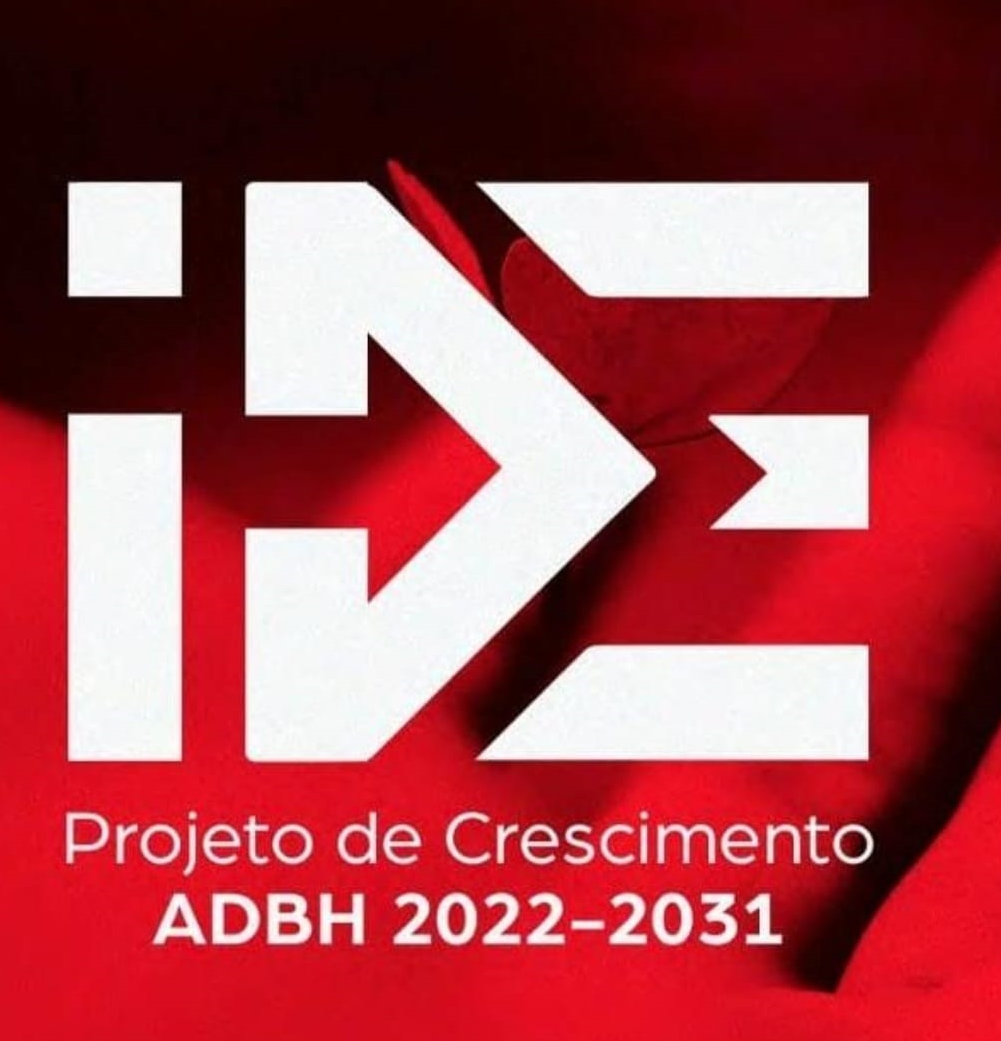 iDE
Projeto de Crescimento
ADBH 2022–2031